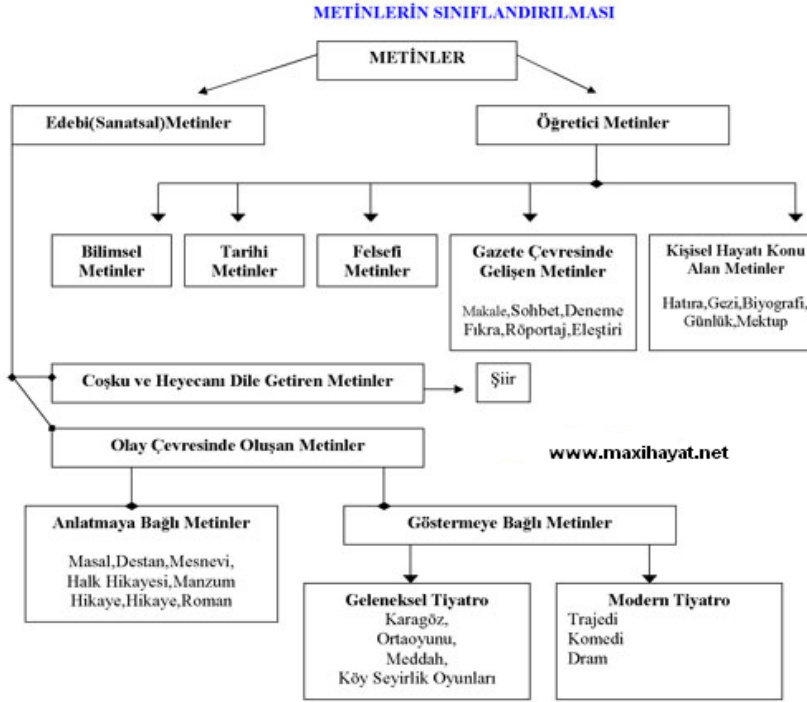 METİNLERİN SINIFLANDIRILMASI
METİNLER
Edebi(Sanatsal)Metinler
Öğretici Metinler
Bilimsel
Metinler
Tarihi
Metinler
Felsefi
Metinler
Gazete Çevresinde
Gelişen Metinler
Makale,Sohbet,Deneme
Fıkra,Röportaj,Eleştiri
Kişisel Hayatı Konu
Alan Metinler
Hatıra,Gezi,Biyografi,
Günlük,Mektup
Coşku ve Heyecanı Dile Getiren Metinler
Şiir
Olay Çevresinde Oluşan Metinler
www.maxihayat.net
Anlatmaya Bağlı Metinler
Masal,Destan,Mesnevi,
Halk Hikayesi,Manzum
Hikaye,Hikaye,Roman
Göstermeye Bağlı Metinler
Geleneksel Tiyatro
Karagöz,
Ortaoyunu,
Meddah,
Köy Seyirlik Oyunları
Modern Tiyatro
Trajedi
Komedi
Dram